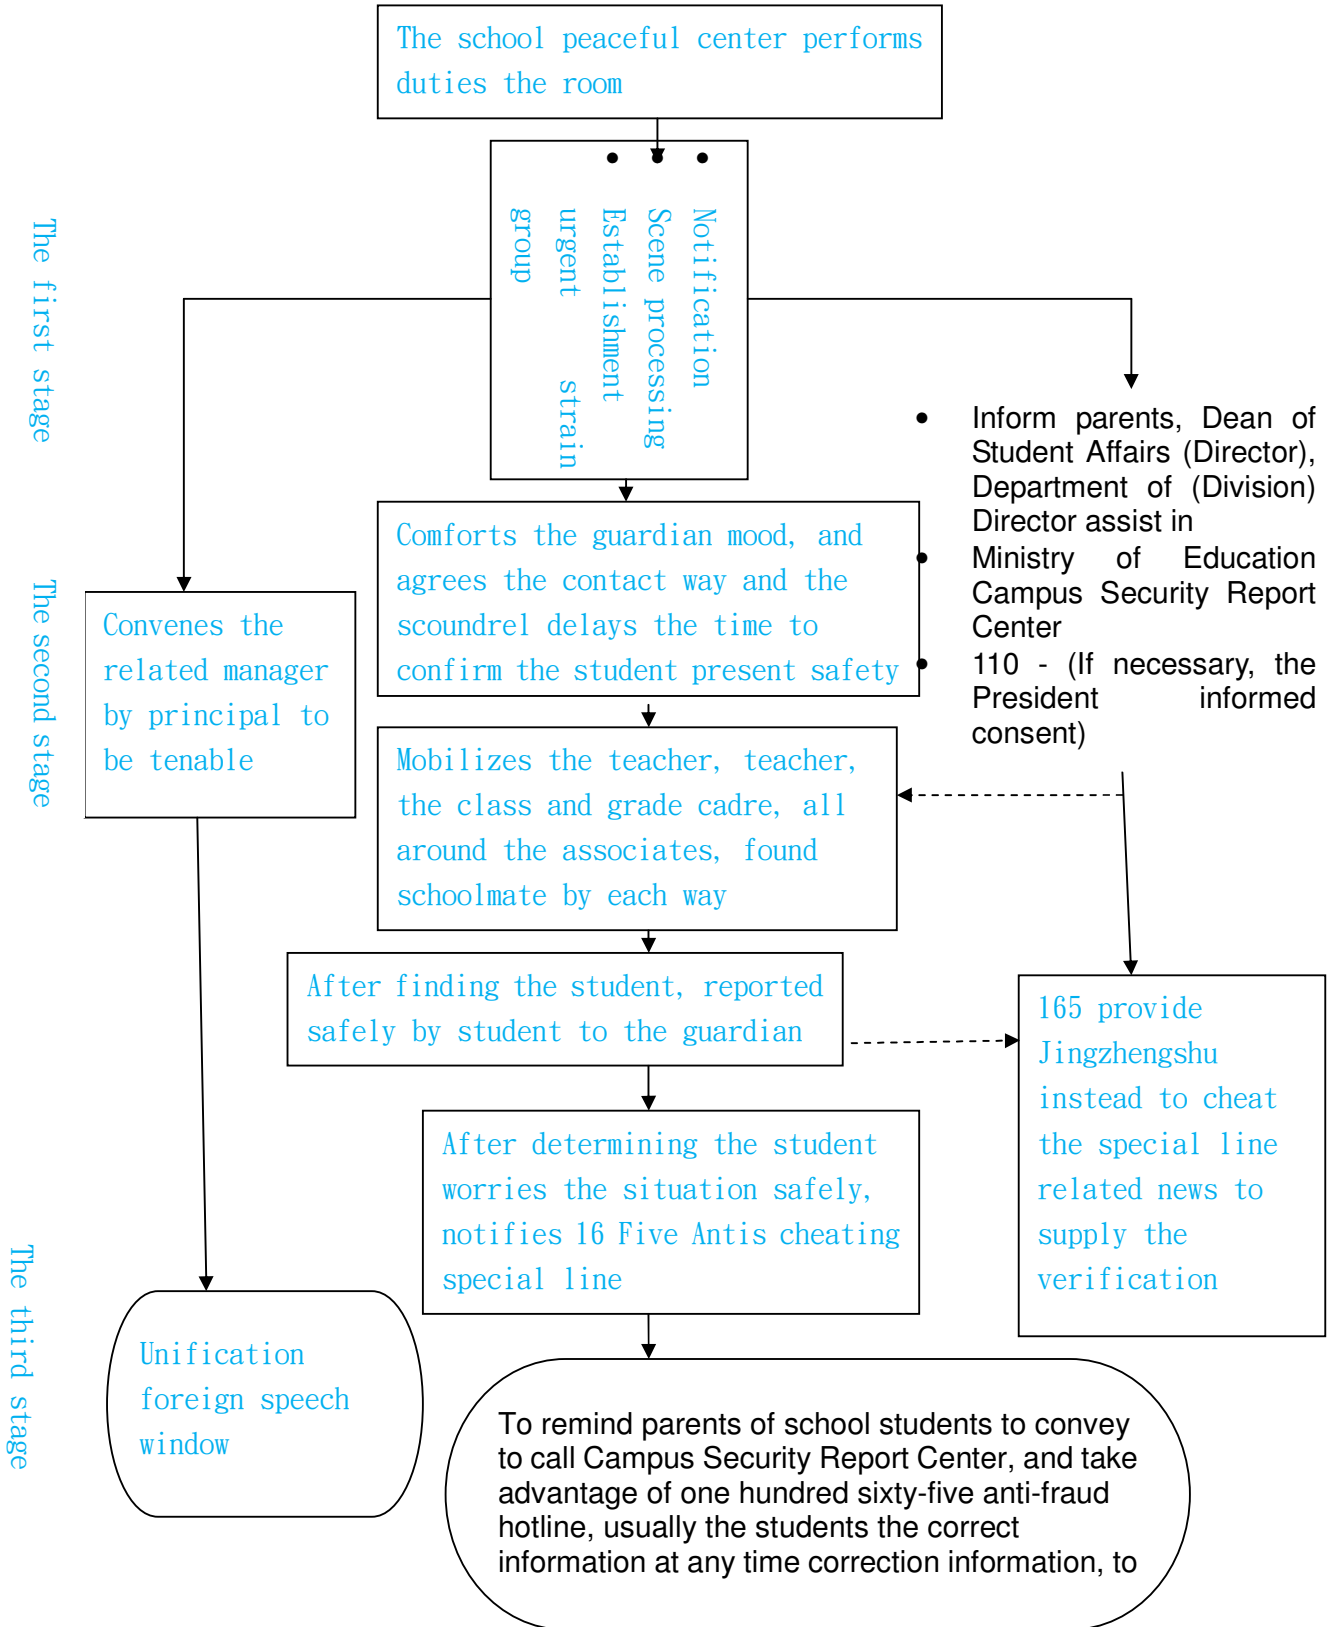 The school peaceful center performs
duties the room
Notification
Scene processing
Establishment
urgent strain
group
The first stage
Inform parents, Dean of
Student Affairs (Director),
Department of (Division)
Director assist in
Ministry of Education
Campus Security Report
Center
110 - (If necessary, the
President informed
consent)
Comforts the guardian mood, and
agrees the contact way and the
scoundrel delays the time to
confirm the student present safety
The second stage
Convenes the
related manager
by principal to
be tenable
Mobilizes the teacher, teacher,
the class and grade cadre, all
around the associates, found
schoolmate by each way
After finding the student, reported
safely by student to the guardian
165 provide
Jingzhengshu
instead to cheat
the special line
related news to
supply the
verification
After determining the student
worries the situation safely,
notifies 16 Five Antis cheating
special line
The third stage
Unification
foreign speech
window
To remind parents of school students to convey
to call Campus Security Report Center, and take
advantage of one hundred sixty-five anti-fraud
hotline, usually the students the correct
information at any time correction information, to